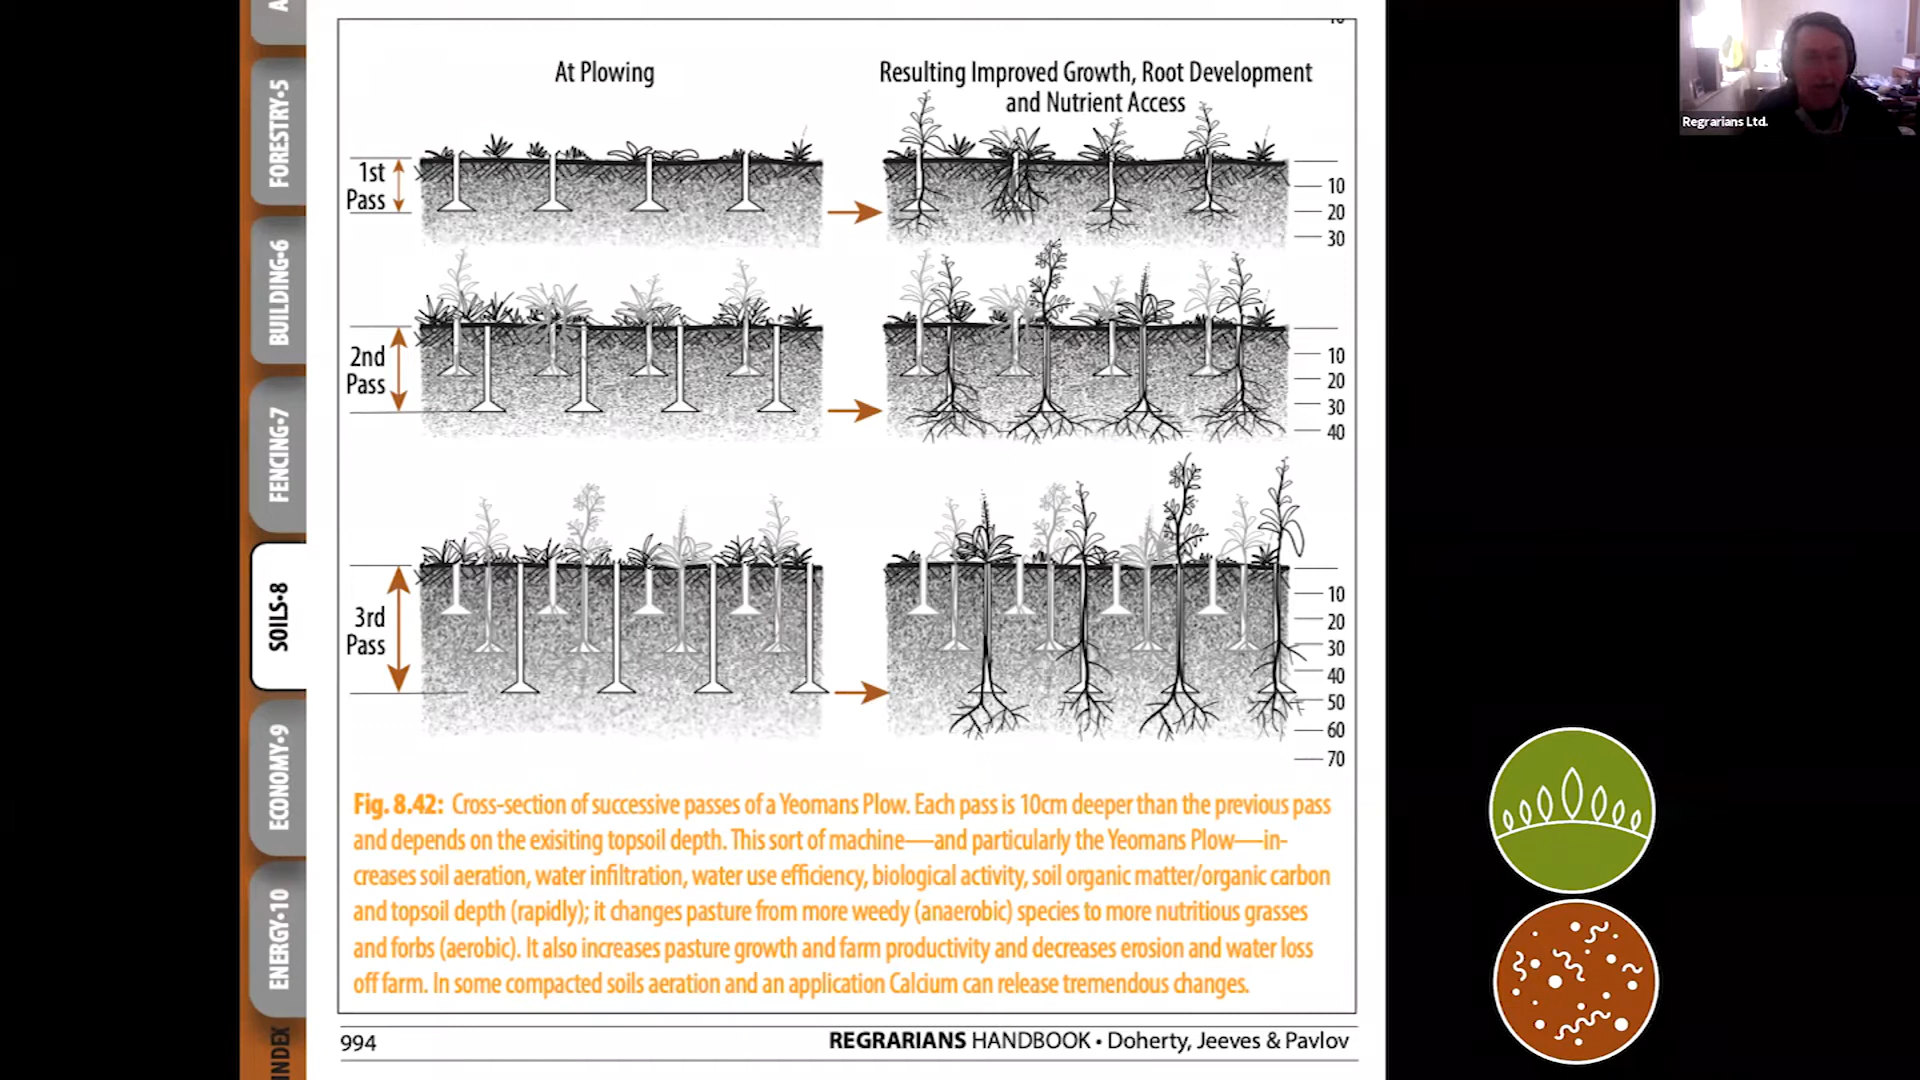 FORESTRY•5
BUILDING•6
FENCING•7
SOILS•8
ECONOMY•9
ENERGY•10
INDEX
At Plowing
Resulting Improved Growth, Root Development
and Nutrient Access
1st
Pass
10
20
30
2nd
Pass
10
20
30
40
3rd
Pass
10
20
30
40
50
60
70
Fig. 8.42: Cross-section of successive passes of a Yeomans Plow. Each pass is 10cm deeper than the previous pass
and depends on the exisiting topsoil depth. This sort of machine—and particularly the Yeomans Plow—in-
creases soil aeration, water infiltration, water use efficiency, biological activity, soil organic matter/organic carbon
and topsoil depth (rapidly); it changes pasture from more weedy (anaerobic) species to more nutritious grasses
and forbs (aerobic). It also increases pasture growth and farm productivity and decreases erosion and water loss
off farm. In some compacted soils aeration and an application Calcium can release tremendous changes.
994
REGRARIANS HANDBOOK • Doherty, Jeeves & Pavlov
Regrarians Ltd.